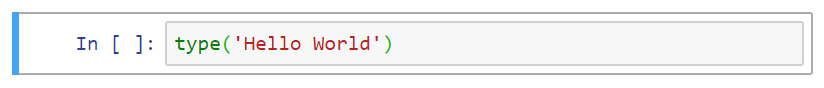 In [ ]: type('Hello World')